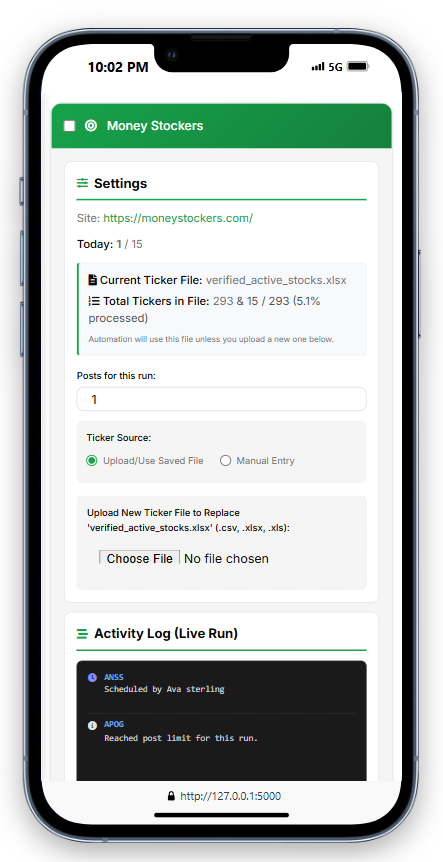 10:02 PM 5G
Money Stockers
Settings
Site: https://moneystockers.com/
Today: 1 / 15
Current Ticker File: verified_active_stocks.xlsx
Total Tickers in File: 293 & 15 / 293 (5.1%
processed)
Automation will use this file unless you upload a new one below.
Posts for this run:
1
Ticker Source:
Upload/Use Saved File Manual Entry
Upload New Ticker File to Replace
'verified_active_stocks.xlsx' (.csv, .xlsx, .xls):
Choose File No file chosen
Activity Log (Live Run)
ANSS
Scheduled by Ava sterling
APOG
Reached post limit for this run.
http://127.0.0.1:5000